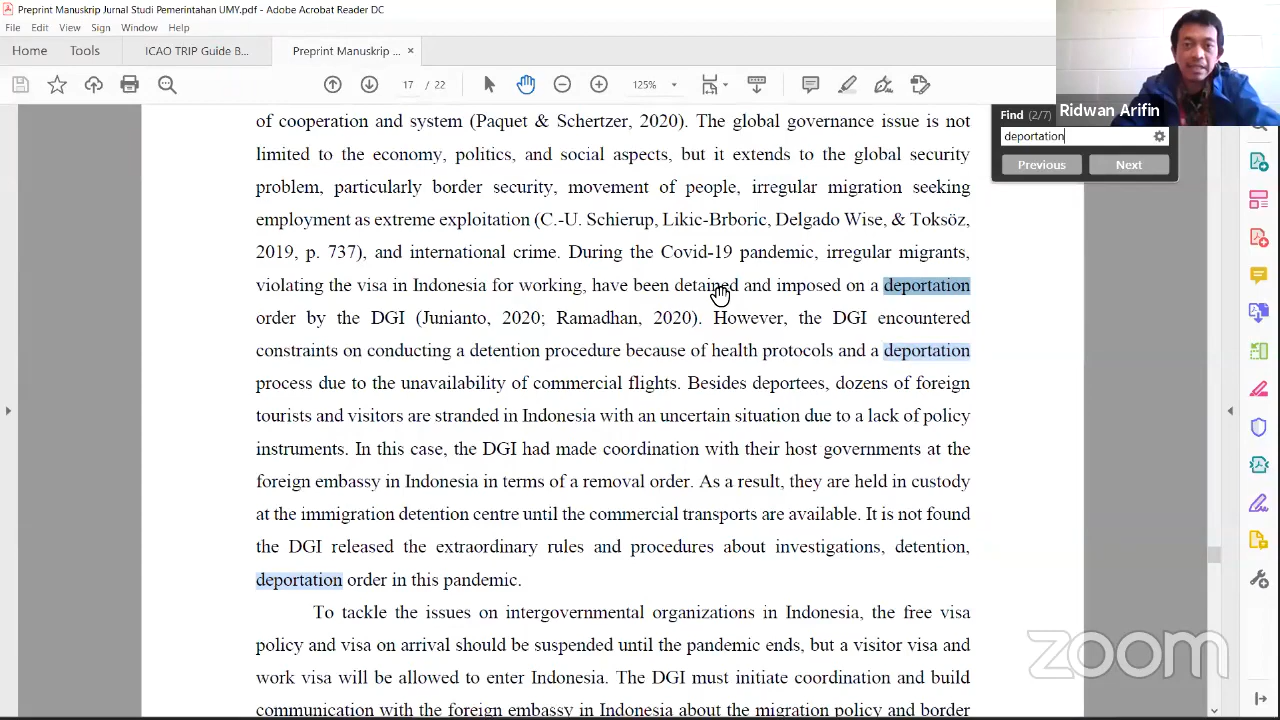 Preprint Manuskrip Jurnal Studi Pemerintahan UMY.pdf - Adobe Acrobat Reader DC
File Edit View Sign Window Help
Home Tools ICAO TRIP Guide B... Preprint Manuskrip ... ×
17 / 22 125%
Ridwan Arifin
Find (2/7)
deportation
Previous Next
of cooperation and system (Paquet & Schertzer, 2020). The global governance issue is not
limited to the economy, politics, and social aspects, but it extends to the global security
problem, particularly border security, movement of people, irregular migration seeking
employment as extreme exploitation (C.-U. Schierup, Likic-Brboric, Delgado Wise, & Toksöz,
2019, p. 737), and international crime. During the Covid-19 pandemic, irregular migrants,
violating the visa in Indonesia for working, have been detained and imposed on a deportation
order by the DGI (Junianto, 2020; Ramadhan, 2020). However, the DGI encountered
constraints on conducting a detention procedure because of health protocols and a deportation
process due to the unavailability of commercial flights. Besides deportees, dozens of foreign
tourists and visitors are stranded in Indonesia with an uncertain situation due to a lack of policy
instruments. In this case, the DGI had made coordination with their host governments at the
foreign embassy in Indonesia in terms of a removal order. As a result, they are held in custody
at the immigration detention centre until the commercial transports are available. It is not found
the DGI released the extraordinary rules and procedures about investigations, detention,
deportation order in this pandemic.
To tackle the issues on intergovernmental organizations in Indonesia, the free visa
policy and visa on arrival should be suspended until the pandemic ends, but a visitor visa and
work visa will be allowed to enter Indonesia. The DGI must initiate coordination and build
communication with the foreign embassy in Indonesia about the migration policy and border
zoom